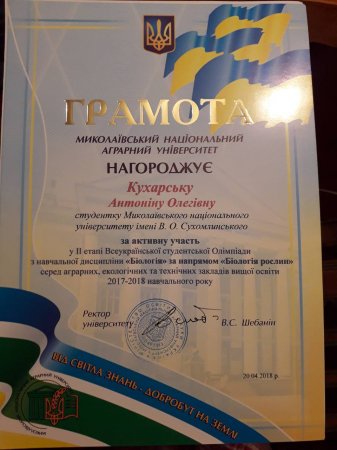 ГРАМОТА
МИКОЛАЇВСЬКИЙ НАЦІОНАЛЬНИЙ
АГРАРНИЙ УНІВЕРСИТЕТ
НАГОРОДЖУЄ
Кухарську
Антоніну Олегівну
студентку Миколаївського національного
університету імені В. О. Сухомлинського
за активну участь
у ІІ етапі Всеукраїнської студентської Олімпіади
з навчальної дисципліни «Біологія» за напрямом «Біологія рослин»
серед аграрних, екологічних та технічних закладів вищої освіти
2017-2018 навчального року
Ректор
університету
В.С. Шебанін
ВІД СВІТЛА ЗНАНЬ - ДОБРОБУТ НА ЗЕМЛІ
20.04.2018 р.